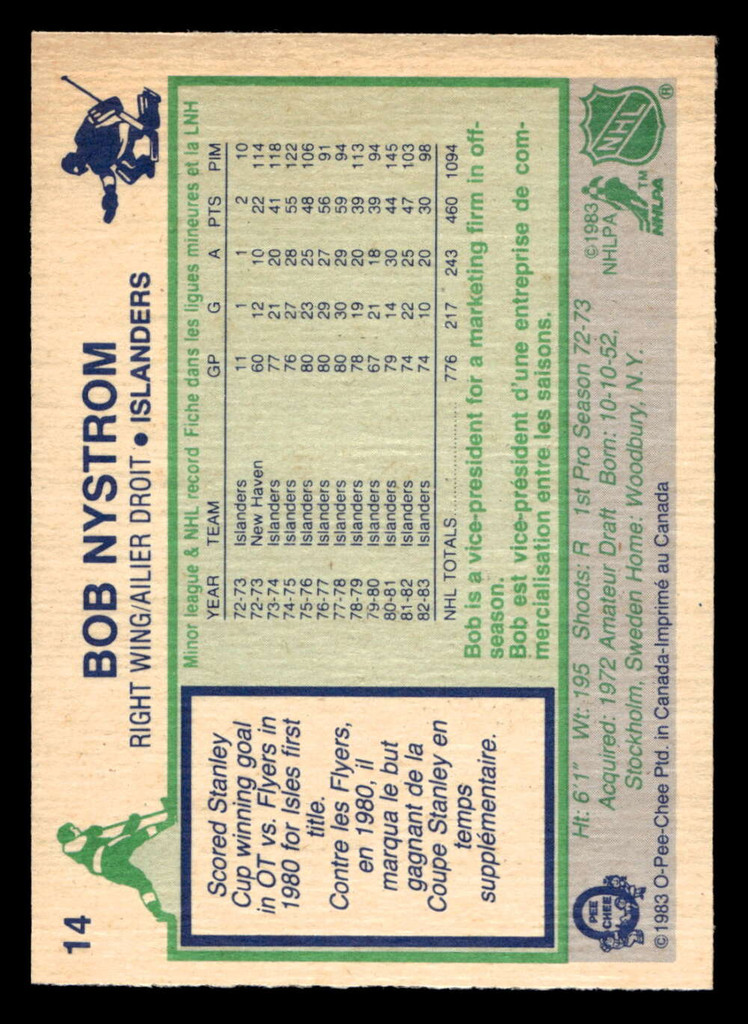 14
BOB NYSTROM
RIGHT WING/AILIER DROIT • ISLANDERS
Scored Stanley
Cup winning goal
in OT vs. Flyers in
1980 for Isles first
title.
Contre les Flyers,
en 1980, il
marqua le but
gagnant de la
Coupe Stanley en
temps
supplémentaire.
Minor league & NHL record Fiche dans les ligues mineures et la LNH
YEAR TEAM GP G A PTS PIM
72-73 Islanders 11 1 1 2 10
72-73 New Haven 60 12 10 22 114
73-74 Islanders 77 21 20 41 118
74-75 Islanders 76 27 28 55 122
75-76 Islanders 80 23 25 48 106
76-77 Islanders 80 29 27 56 91
77-78 Islanders 80 30 29 59 94
78-79 Islanders 78 19 20 39 113
79-80 Islanders 67 21 18 39 94
80-81 Islanders 79 14 30 44 145
81-82 Islanders 74 22 25 47 103
82-83 Islanders 74 10 20 30 98
NHL TOTALS .......... 776 217 243 460 1094
Bob is a vice-president for a marketing firm in off-
season.
Bob est vice-président d'une entreprise de com-
mercialisation entre les saisons.
Ht: 6'1" Wt: 195 Shoots: R 1st Pro Season 72-73
Acquired: 1972 Amateur Draft Born: 10-10-52,
Stockholm, Sweden Home: Woodbury, N.Y.
O
PEE
CHEE
© 1983 O-Pee-Chee Ptd. in Canada-Imprimé au Canada
© 1983
NHLPA
NHLPA
TM
NHL
®